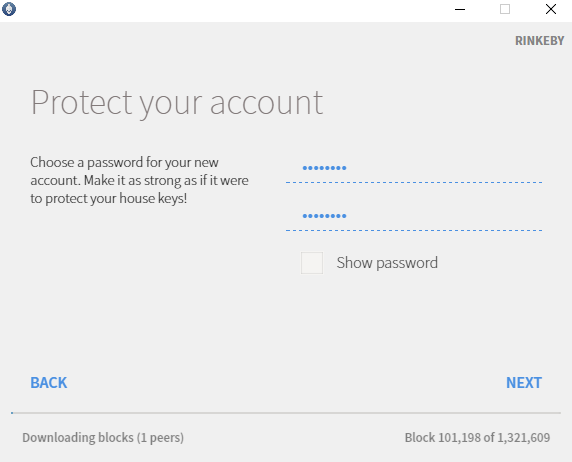 RINKEBY
Protect your account
Choose a password for your new
account. Make it as strong as if it were
to protect your house keys!
••••••••
••••••••
Show password
BACK
NEXT
Downloading blocks (1 peers)
Block 101,198 of 1,321,609